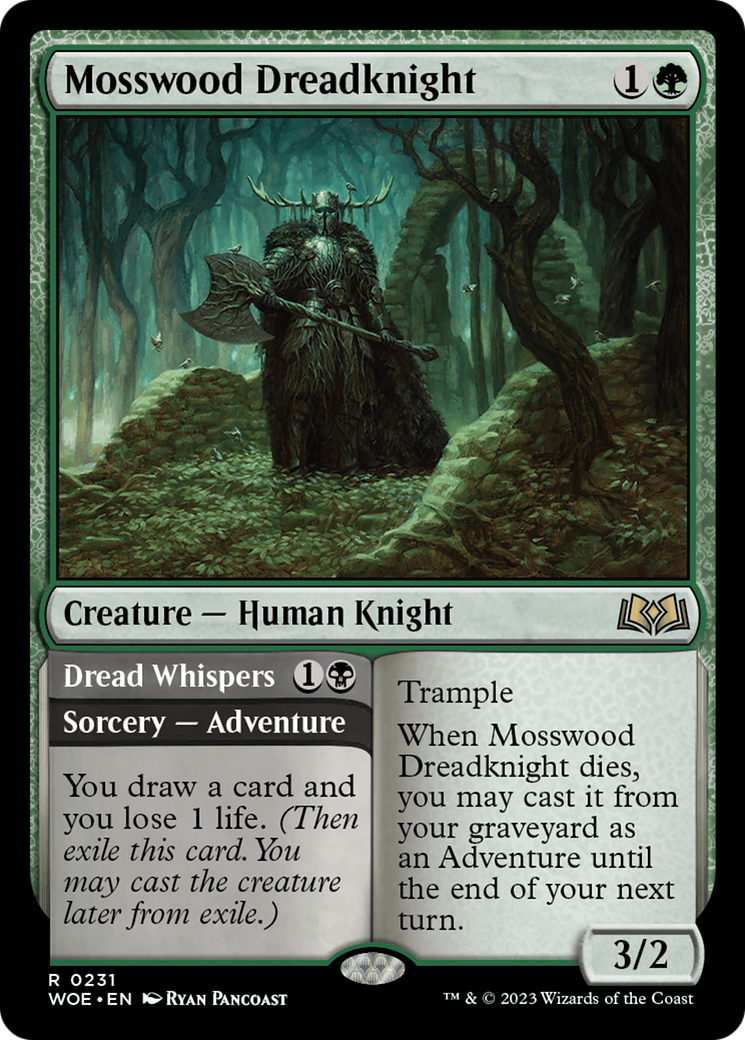 Mosswood Dreadknight 1
Creature — Human Knight
Dread Whispers 1
Sorcery — Adventure
You draw a card and
you lose 1 life. (Then
exile this card. You
may cast the creature
later from exile.)
Trample
When Mosswood
Dreadknight dies,
you may cast it from
your graveyard as
an Adventure until
the end of your next
turn.
3/2
R 0231
WOE • EN Ryan Pancoast
™ & © 2023 Wizards of the Coast